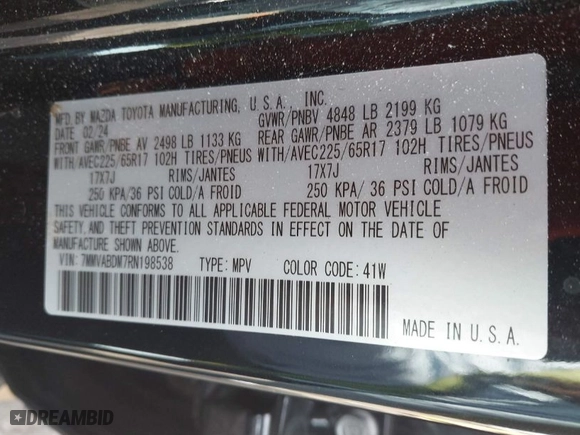 MFD BY MAZDA TOYOTA MANUFACTURING, U.S.A., INC.
DATE 02/24 GVWR/PNBV 4848 LB 2199 KG
FRONT GAWR/PNBE AV 2498 LB 1133 KG REAR GAWR/PNBE AR 2379 LB 1079 KG
WITH/AVEC225/65R17 102H TIRES/PNEUS WITH/AVEC225/65R17 102H TIRES/PNEUS
17X7J RIMS/JANTES 17X7J RIMS/JANTES
250 KPA/36 PSI COLD/A FROID 250 KPA/ 36 PSI COLD/A FROID
THIS VEHICLE CONFORMS TO ALL APPLICABLE FEDERAL MOTOR VEHICLE
SAFETY, AND THEFT PREVENTION STANDARDS IN EFFECT ON THE DATE OF
MANUFACTURE SHOWN ABOVE.
VIN: 7MMVABDM7RN198538 TYPE: MPV COLOR CODE: 41W
MADE IN U.S.A.
DREAMBID